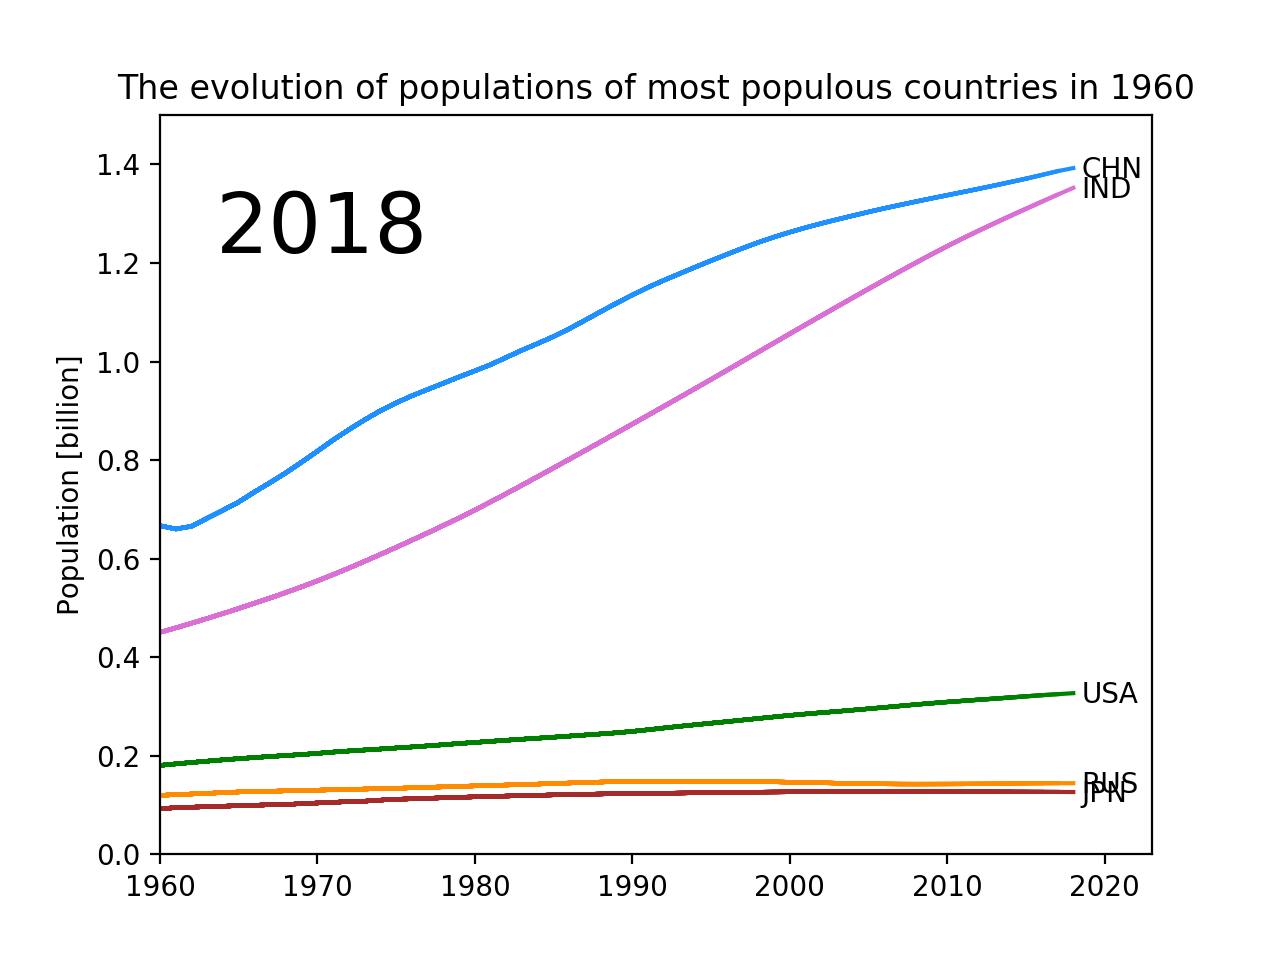 The evolution of populations of most populous countries in 1960
2018
Population [billion]
1.4
1.2
1.0
0.8
0.6
0.4
0.2
0.0
CHN
IND
USA
RUS
JPN
1960 1970 1980 1990 2000 2010 2020